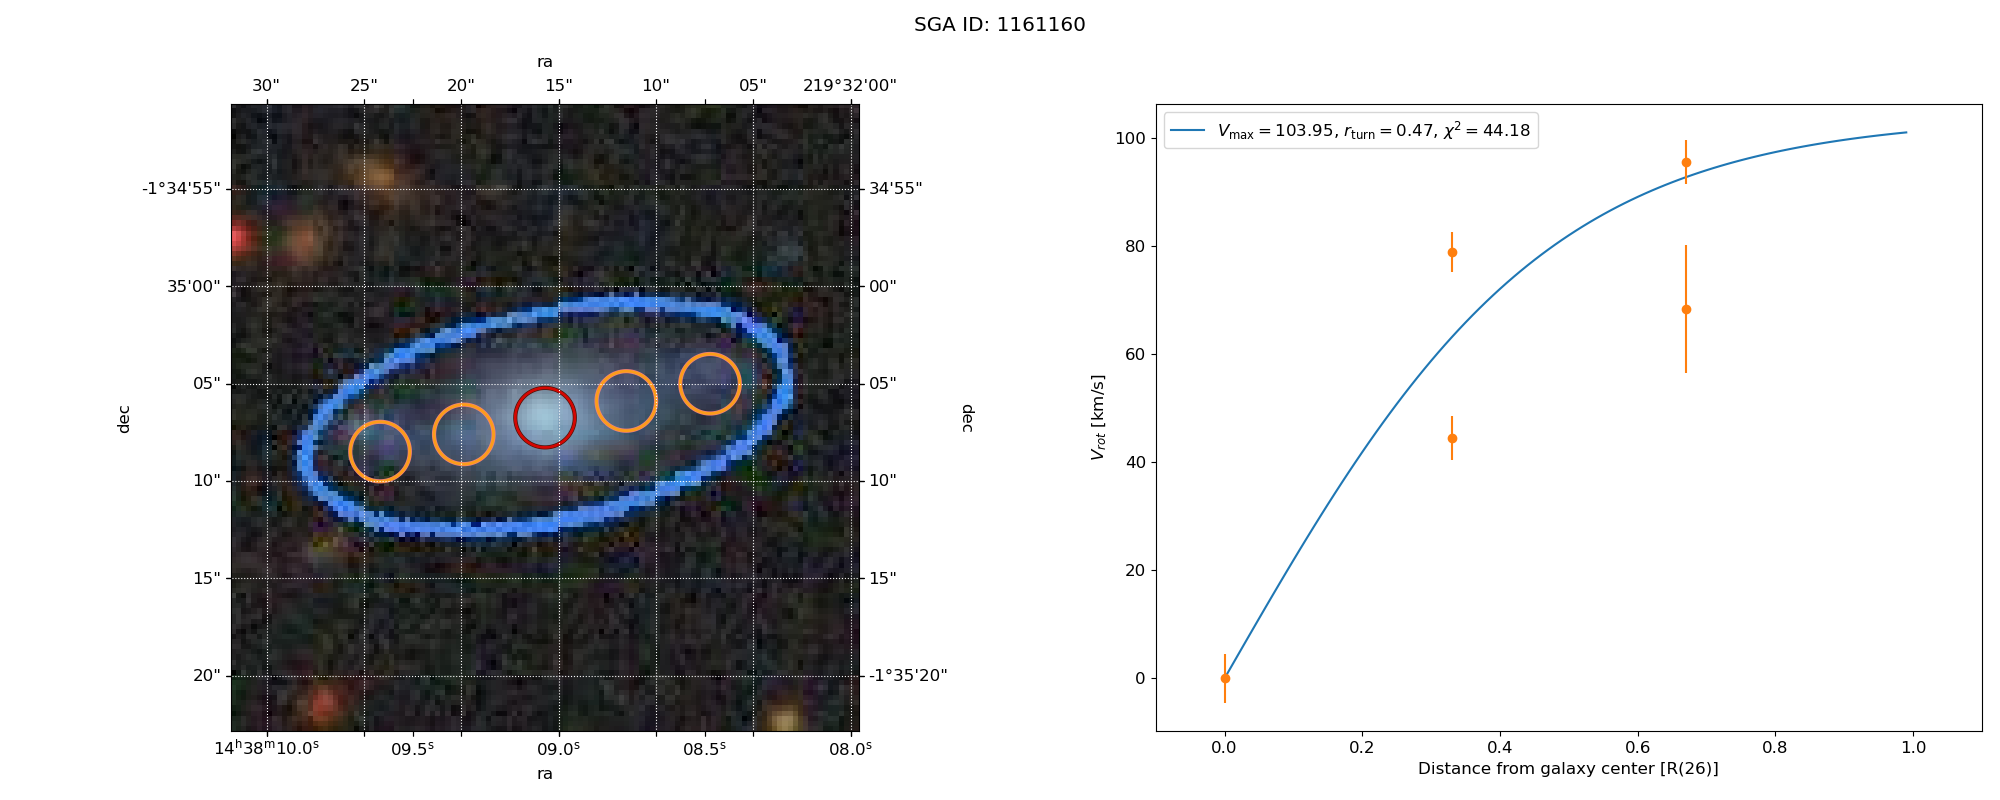 SGA ID: 1161160
ra
30" 25" 20" 15" 10" 05" 219°32'00"
-1°34'55" 34'55"
35'00" 00"
05" 05"
dec dec
10" 10"
15" 15"
20" -1°35'20"
14ʰ38ᵐ10.0ˢ 09.5ˢ 09.0ˢ 08.5ˢ 08.0ˢ
ra
V_max = 103.95, r_turn = 0.47, χ² = 44.18
100
80
60
40
20
0
V_rot [km/s]
0.0 0.2 0.4 0.6 0.8 1.0
Distance from galaxy center [R(26)]